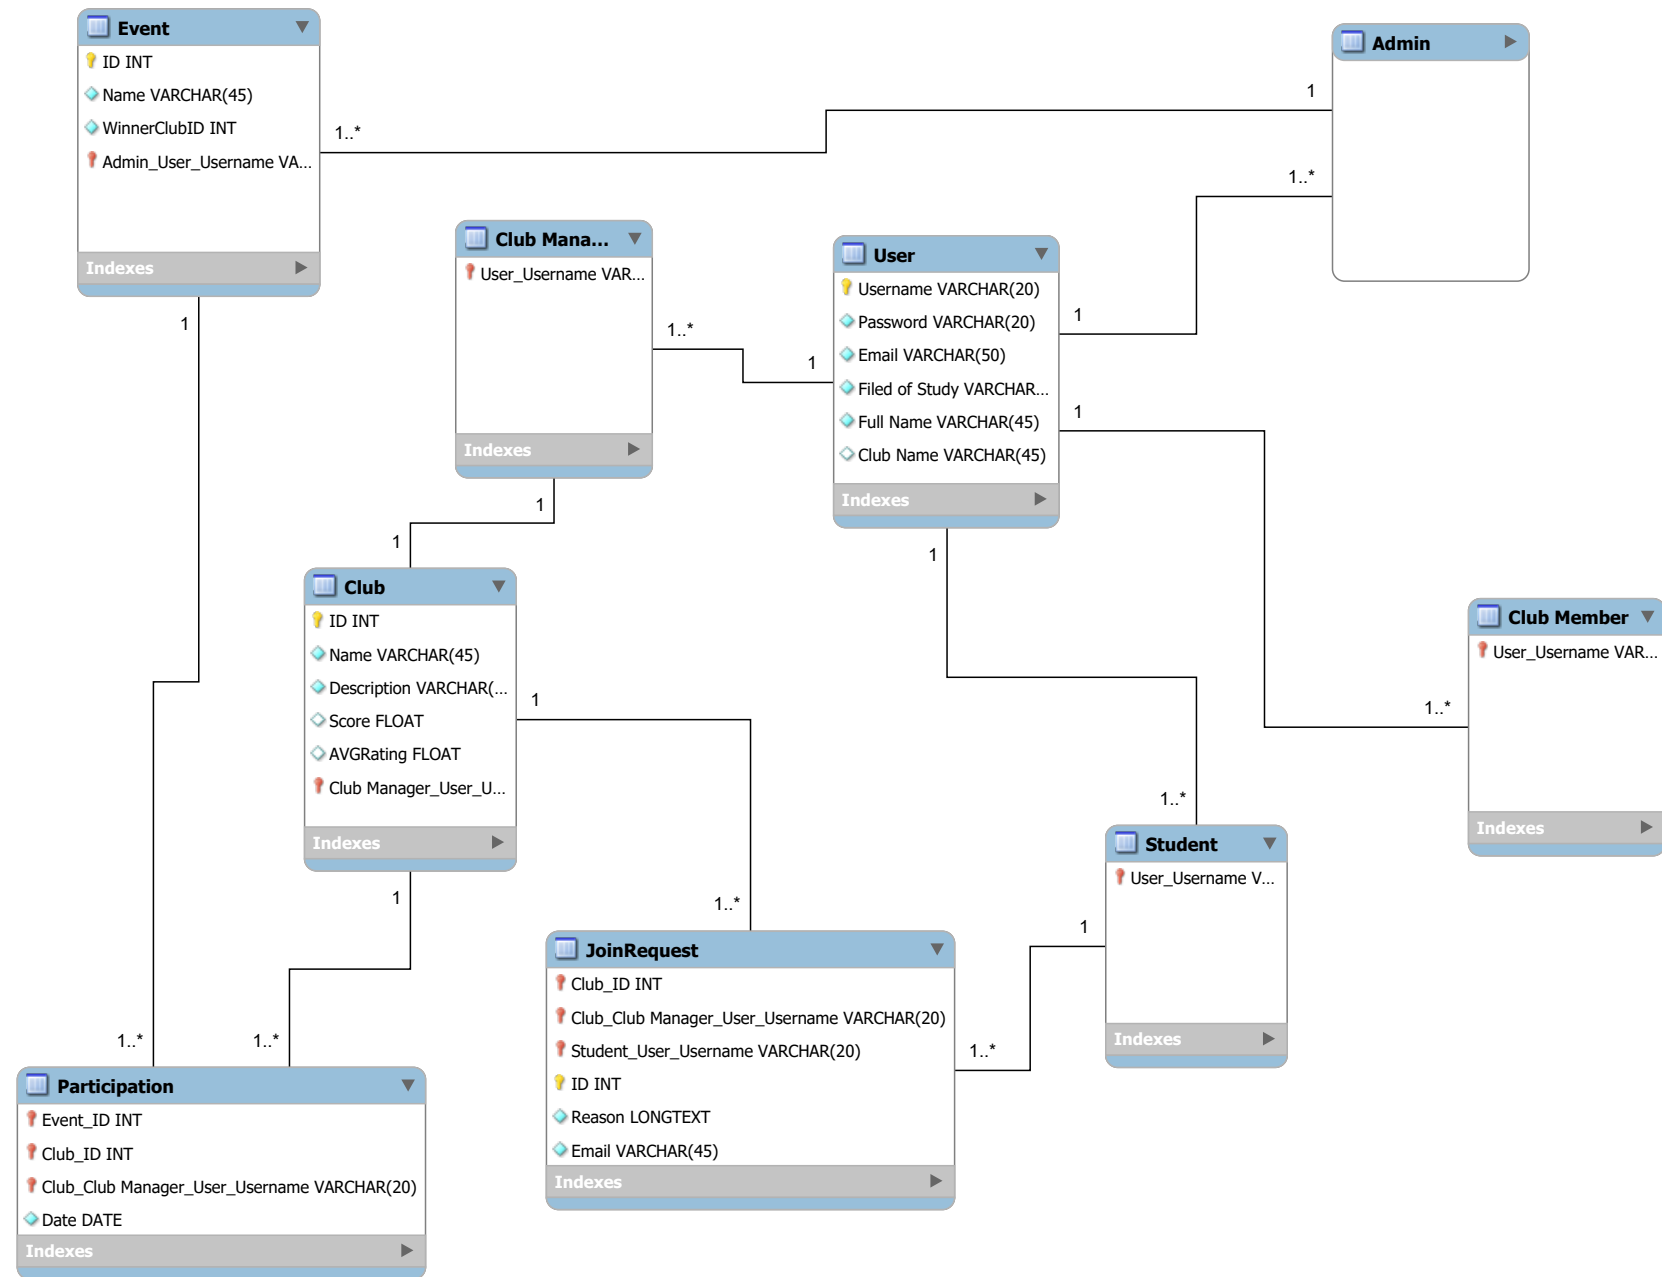 Event
ID INT
Name VARCHAR(45)
WinnerClubID INT
Admin_User_Username VA...
Indexes
1..*
1
1
Admin
1..*
Club Mana...
User_Username VAR...
Indexes
1..*
1
1
User
Username VARCHAR(20)
Password VARCHAR(20)
Email VARCHAR(50)
Filed of Study VARCHAR...
Full Name VARCHAR(45)
Club Name VARCHAR(45)
Indexes
1
1
1
1
Club
ID INT
Name VARCHAR(45)
Description VARCHAR(...
Score FLOAT
AVGRating FLOAT
Club Manager_User_U...
Indexes
1
1
Club Member
User_Username VAR...
Indexes
1..*
1..*
Student
User_Username V...
Indexes
1
1..*
1..*
JoinRequest
Club_ID INT
Club_Club Manager_User_Username VARCHAR(20)
Student_User_Username VARCHAR(20)
ID INT
Reason LONGTEXT
Email VARCHAR(45)
Indexes
1..*
1..*
Participation
Event_ID INT
Club_ID INT
Club_Club Manager_User_Username VARCHAR(20)
Date DATE
Indexes